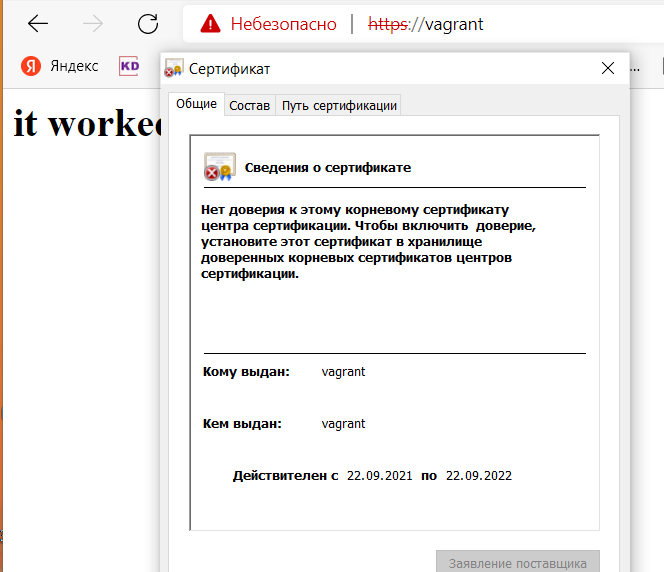 Небезопасно | https://vagrant
Яндекс
KD
...
Сертификат
Общие Состав Путь сертификации
it worked
Сведения о сертификате
Нет доверия к этому корневому сертификату
центра сертификации. Чтобы включить доверие,
установите этот сертификат в хранилище
доверенных корневых сертификатов центров
сертификации.
Кому выдан: vagrant
Кем выдан: vagrant
Действителен с 22.09.2021 по 22.09.2022
Заявление поставщика